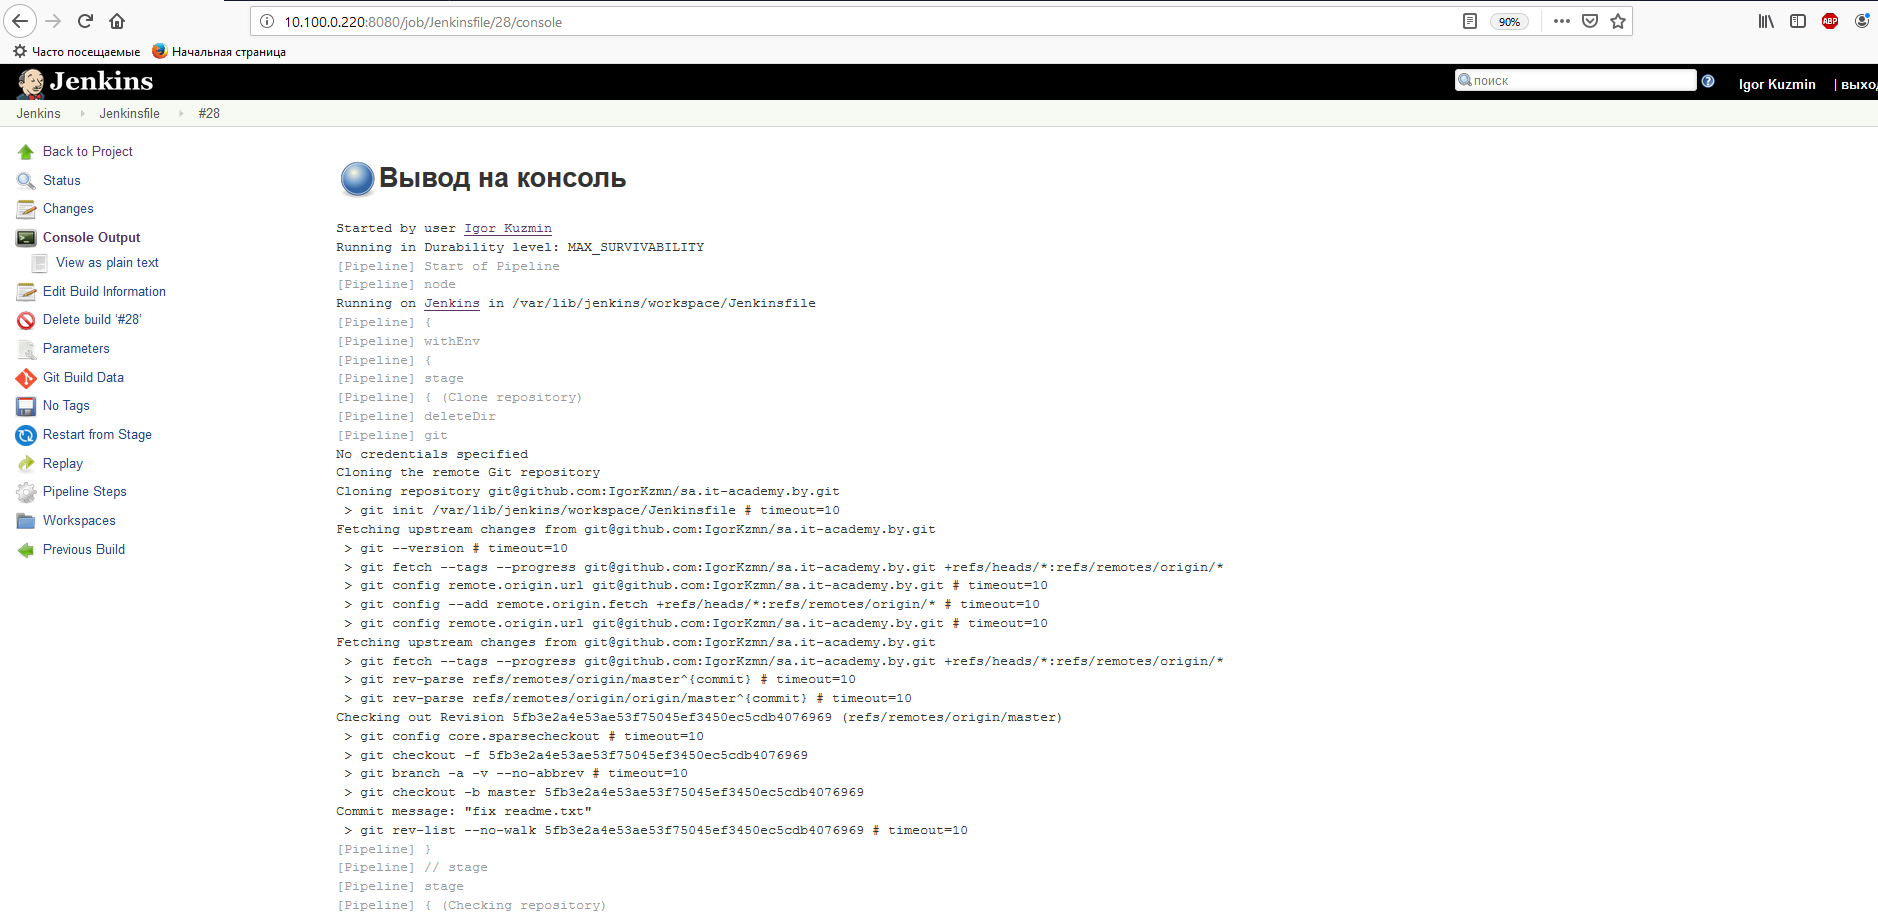 10.100.0.220:8080/job/Jenkinsfile/28/console
90%
ABP
Часто посещаемые
Начальная страница
Jenkins
поиск
Igor Kuzmin
| выхо
Jenkins
Jenkinsfile
#28
Back to Project
Status
Changes
Console Output
View as plain text
Edit Build Information
Delete build ‘#28’
Parameters
Git Build Data
No Tags
Restart from Stage
Replay
Pipeline Steps
Workspaces
Previous Build
Вывод на консоль
Started by user Igor Kuzmin
Running in Durability level: MAX_SURVIVABILITY
[Pipeline] Start of Pipeline
[Pipeline] node
Running on Jenkins in /var/lib/jenkins/workspace/Jenkinsfile
[Pipeline] {
[Pipeline] withEnv
[Pipeline] {
[Pipeline] stage
[Pipeline] { (Clone repository)
[Pipeline] deleteDir
[Pipeline] git
No credentials specified
Cloning the remote Git repository
Cloning repository git@github.com:IgorKzmn/sa.it-academy.by.git
 > git init /var/lib/jenkins/workspace/Jenkinsfile # timeout=10
Fetching upstream changes from git@github.com:IgorKzmn/sa.it-academy.by.git
 > git --version # timeout=10
 > git fetch --tags --progress git@github.com:IgorKzmn/sa.it-academy.by.git +refs/heads/*:refs/remotes/origin/*
 > git config remote.origin.url git@github.com:IgorKzmn/sa.it-academy.by.git # timeout=10
 > git config --add remote.origin.fetch +refs/heads/*:refs/remotes/origin/* # timeout=10
 > git config remote.origin.url git@github.com:IgorKzmn/sa.it-academy.by.git # timeout=10
Fetching upstream changes from git@github.com:IgorKzmn/sa.it-academy.by.git
 > git fetch --tags --progress git@github.com:IgorKzmn/sa.it-academy.by.git +refs/heads/*:refs/remotes/origin/*
 > git rev-parse refs/remotes/origin/master^{commit} # timeout=10
 > git rev-parse refs/remotes/origin/origin/master^{commit} # timeout=10
Checking out Revision 5fb3e2a4e53ae53f75045ef3450ec5cdb4076969 (refs/remotes/origin/master)
 > git config core.sparsecheckout # timeout=10
 > git checkout -f 5fb3e2a4e53ae53f75045ef3450ec5cdb4076969
 > git branch -a -v --no-abbrev # timeout=10
 > git checkout -b master 5fb3e2a4e53ae53f75045ef3450ec5cdb4076969
Commit message: "fix readme.txt"
 > git rev-list --no-walk 5fb3e2a4e53ae53f75045ef3450ec5cdb4076969 # timeout=10
[Pipeline] }
[Pipeline] // stage
[Pipeline] stage
[Pipeline] { (Checking repository)